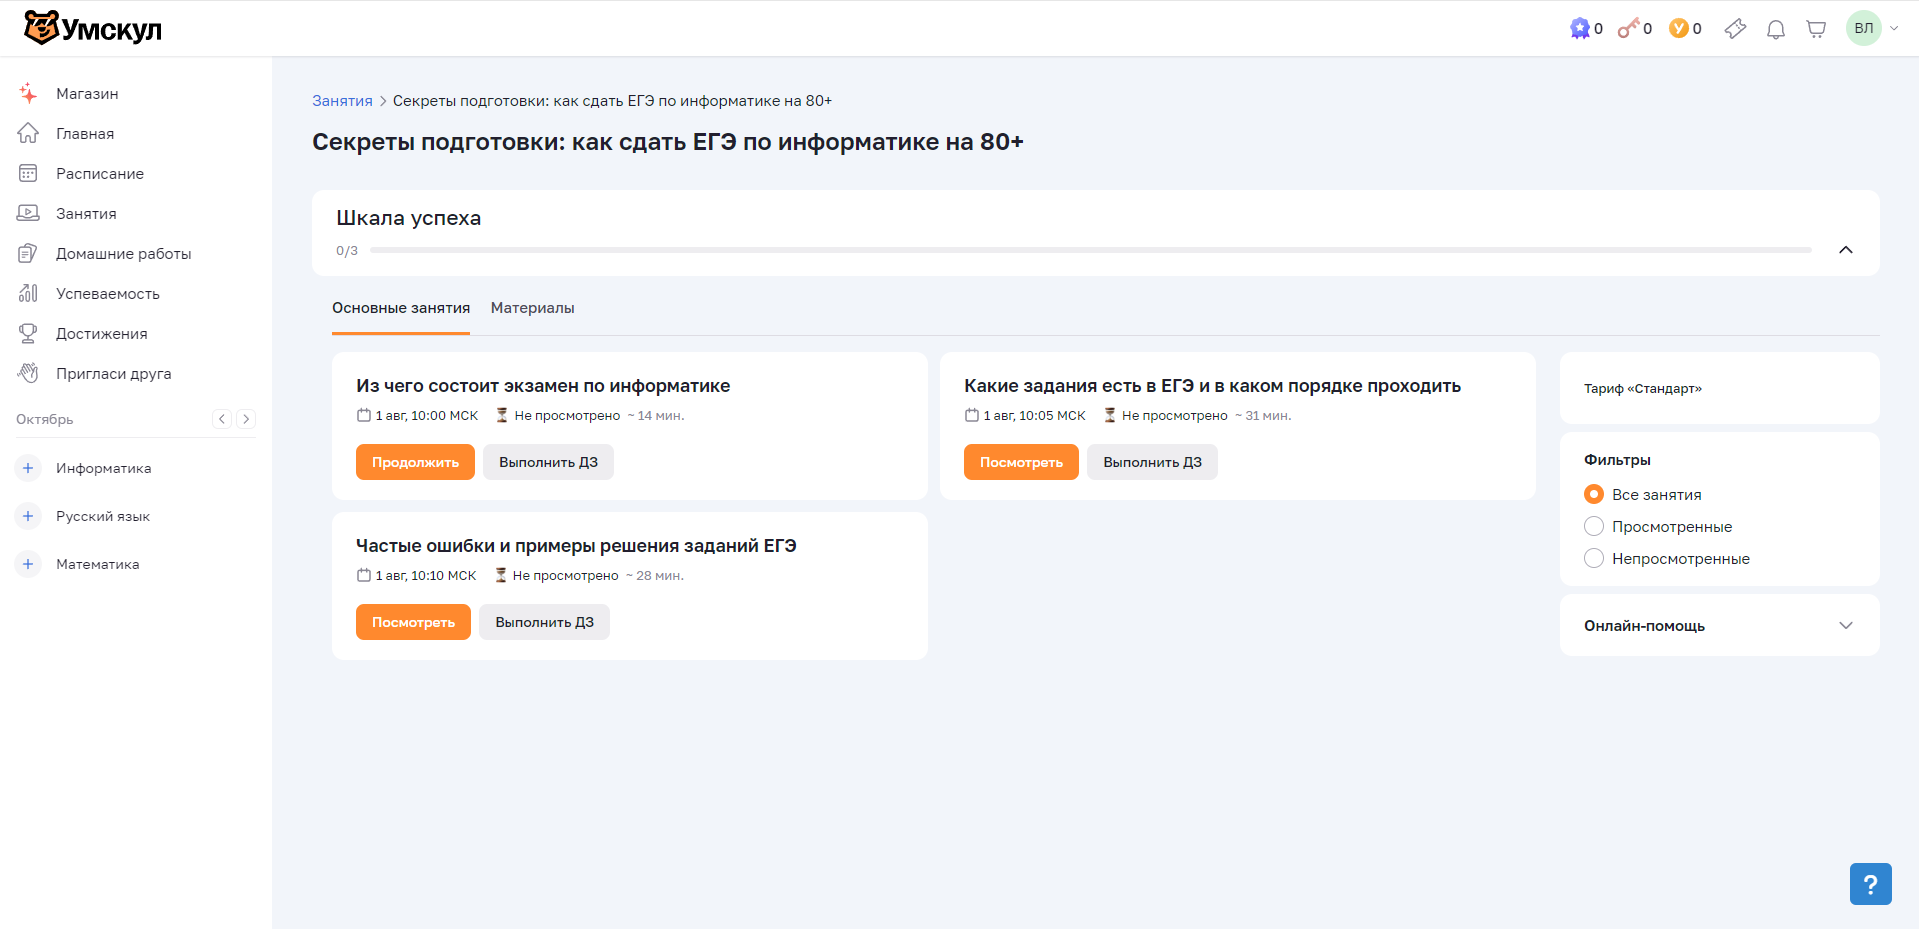 Умскул
0
0
0
ВЛ
Магазин
Главная
Расписание
Занятия
Домашние работы
Успеваемость
Достижения
Пригласи друга
Октябрь
Информатика
Русский язык
Математика
Занятия > Секреты подготовки: как сдать ЕГЭ по информатике на 80+
Секреты подготовки: как сдать ЕГЭ по информатике на 80+
Шкала успеха
0/3
Основные занятия Материалы
Из чего состоит экзамен по информатике
1 авг, 10:00 МСК Не просмотрено ~ 14 мин.
Продолжить Выполнить ДЗ
Какие задания есть в ЕГЭ и в каком порядке проходить
1 авг, 10:05 МСК Не просмотрено ~ 31 мин.
Посмотреть Выполнить ДЗ
Частые ошибки и примеры решения заданий ЕГЭ
1 авг, 10:10 МСК Не просмотрено ~ 28 мин.
Посмотреть Выполнить ДЗ
Тариф «Стандарт»
Фильтры
Все занятия
Просмотренные
Непросмотренные
Онлайн-помощь
?